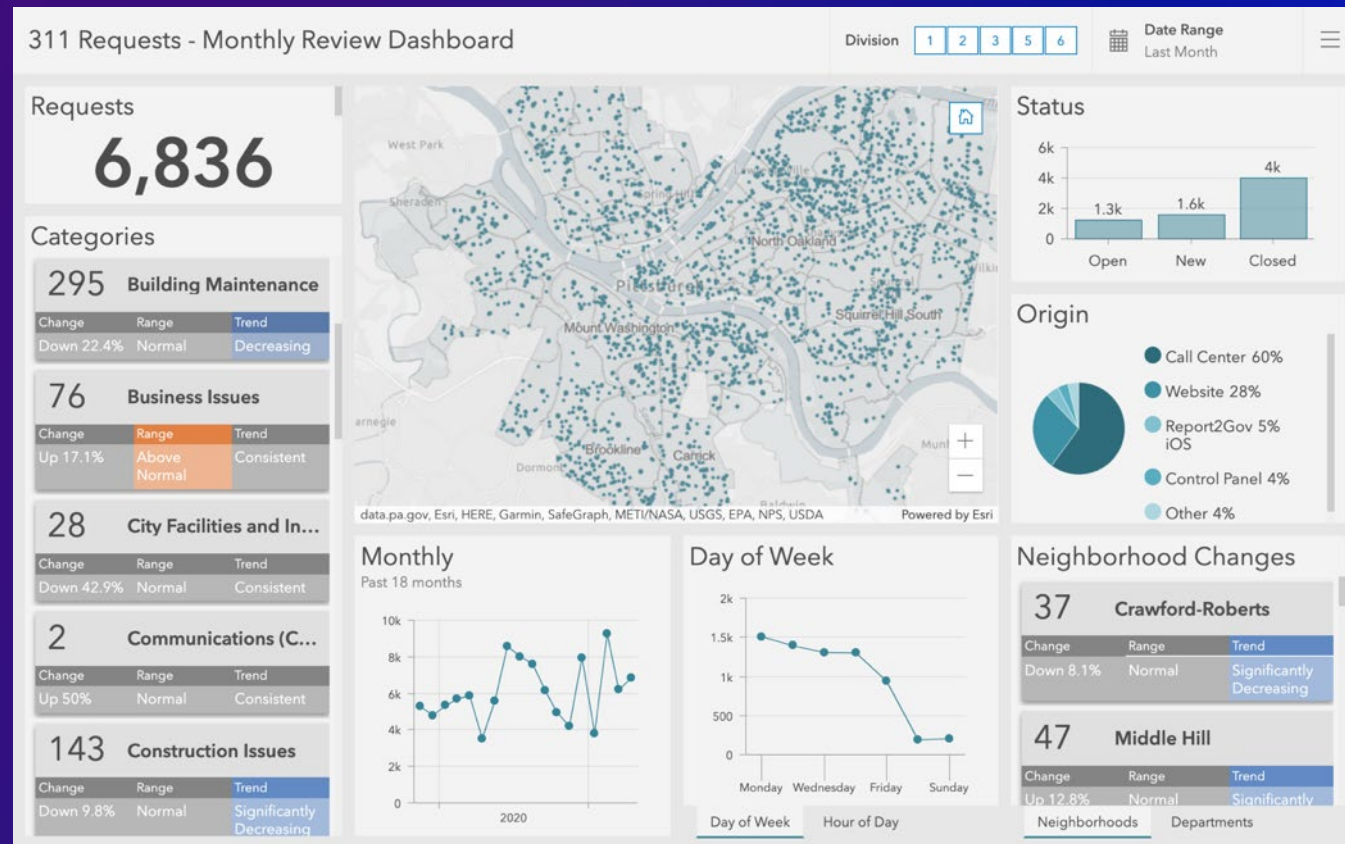 311 Requests - Monthly Review Dashboard
Division 1 2 3 5 6
Date Range
Last Month
Requests
6,836
Categories
295 Building Maintenance
Change Range Trend
Down 22.4% Normal Decreasing
76 Business Issues
Change Range Trend
Up 17.1% Above Normal Consistent
28 City Facilities and In...
Change Range Trend
Down 42.9% Normal Consistent
2 Communications (C...
Change Range Trend
Up 50% Normal Consistent
143 Construction Issues
Change Range Trend
Down 9.8% Normal Significantly Decreasing
West Park
Sheraden
Spring Hill
North Oakland
Pittsburgh
Mount Washington
Squirrel Hill South
arnegie
Brookline
Carrick
Dormont
Baldwin
data.pa.gov, Esri, HERE, Garmin, SafeGraph, METI/NASA, USGS, EPA, NPS, USDA
Powered by Esri
Monthly
Past 18 months
10k
8k
6k
4k
2k
0
2020
Day of Week
2k
1.5k
1k
500
0
Monday Wednesday Friday Sunday
Day of Week Hour of Day
Status
6k
4k
2k
0
1.3k 1.6k 4k
Open New Closed
Origin
Call Center 60%
Website 28%
Report2Gov 5%
iOS
Control Panel 4%
Other 4%
Neighborhood Changes
37 Crawford-Roberts
Change Range Trend
Down 8.1% Normal Significantly Decreasing
47 Middle Hill
Change Range Trend
Up 12.8% Normal Significantly
Neighborhoods Departments